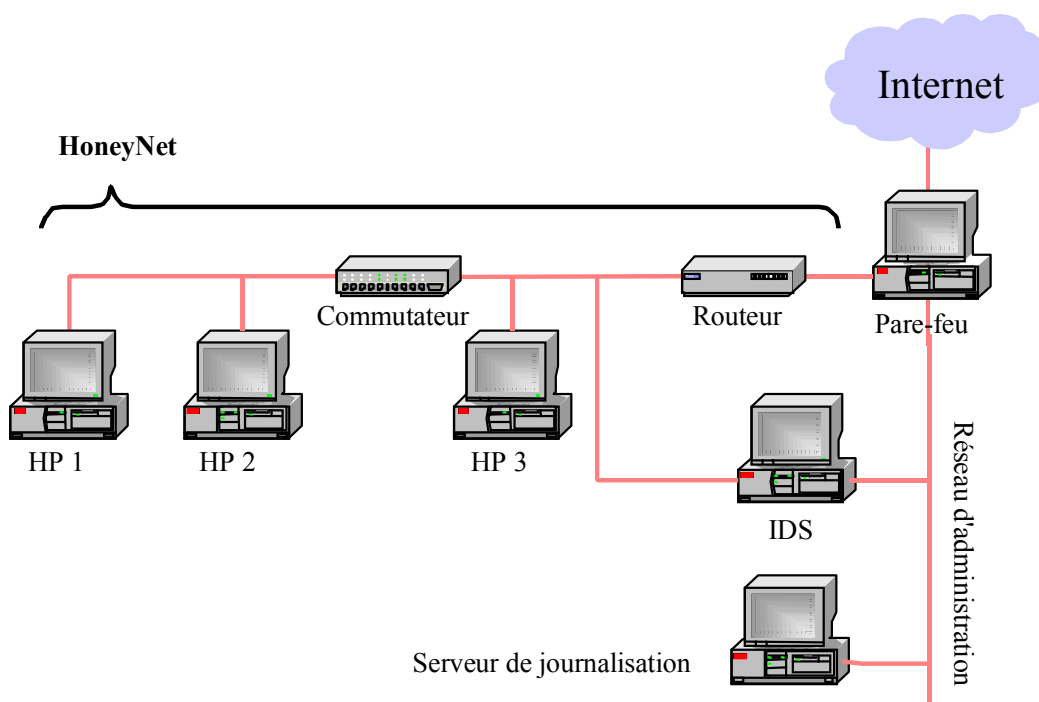 Internet
HoneyNet
Commutateur
Routeur
Pare-feu
HP 1
HP 2
HP 3
IDS
Réseau d'administration
Serveur de journalisation